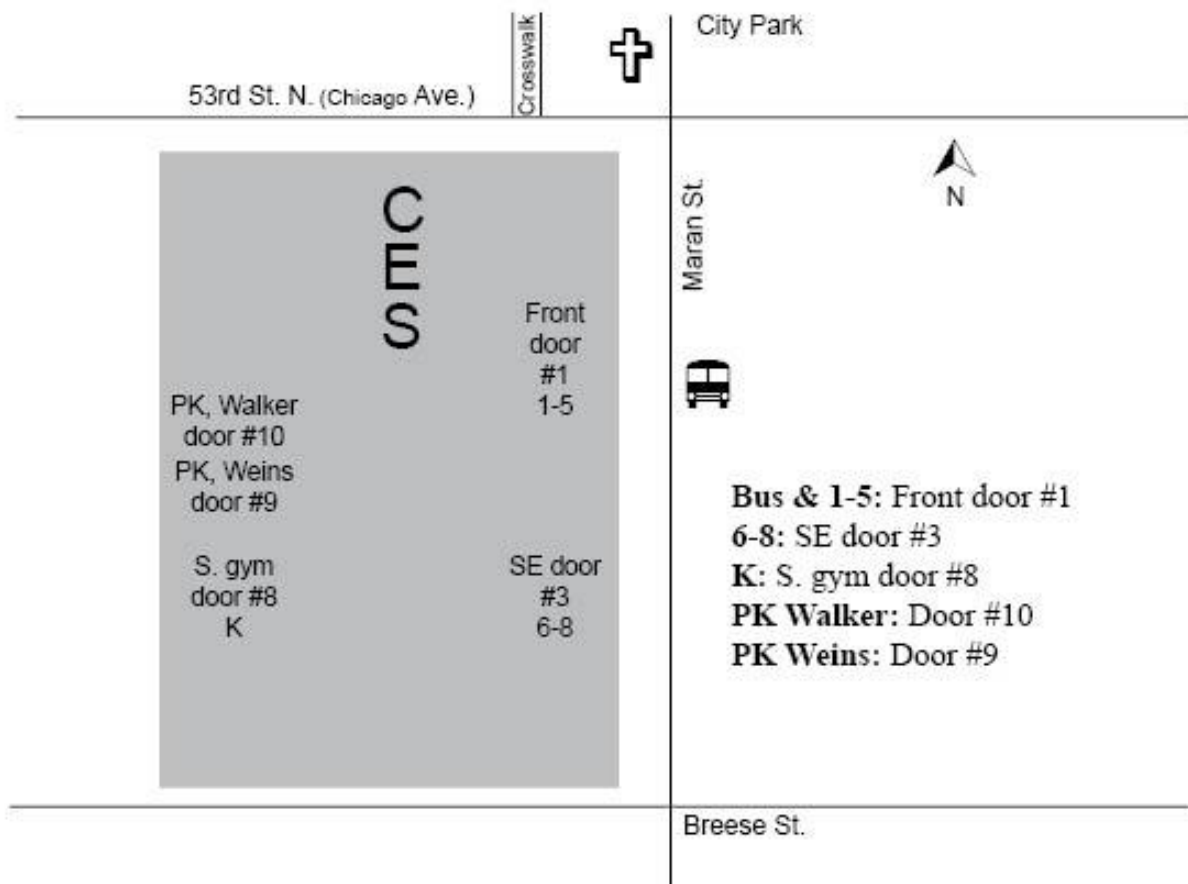 City Park
Crosswalk
53rd St. N. (Chicago Ave.)
C
E
S
N
Maran St.
Front
door
#1
1-5
PK, Walker
door #10
PK, Weins
door #9
S. gym
door #8
K
SE door
#3
6-8
Bus & 1-5: Front door #1
6-8: SE door #3
K: S. gym door #8
PK Walker: Door #10
PK Weins: Door #9
Breese St.